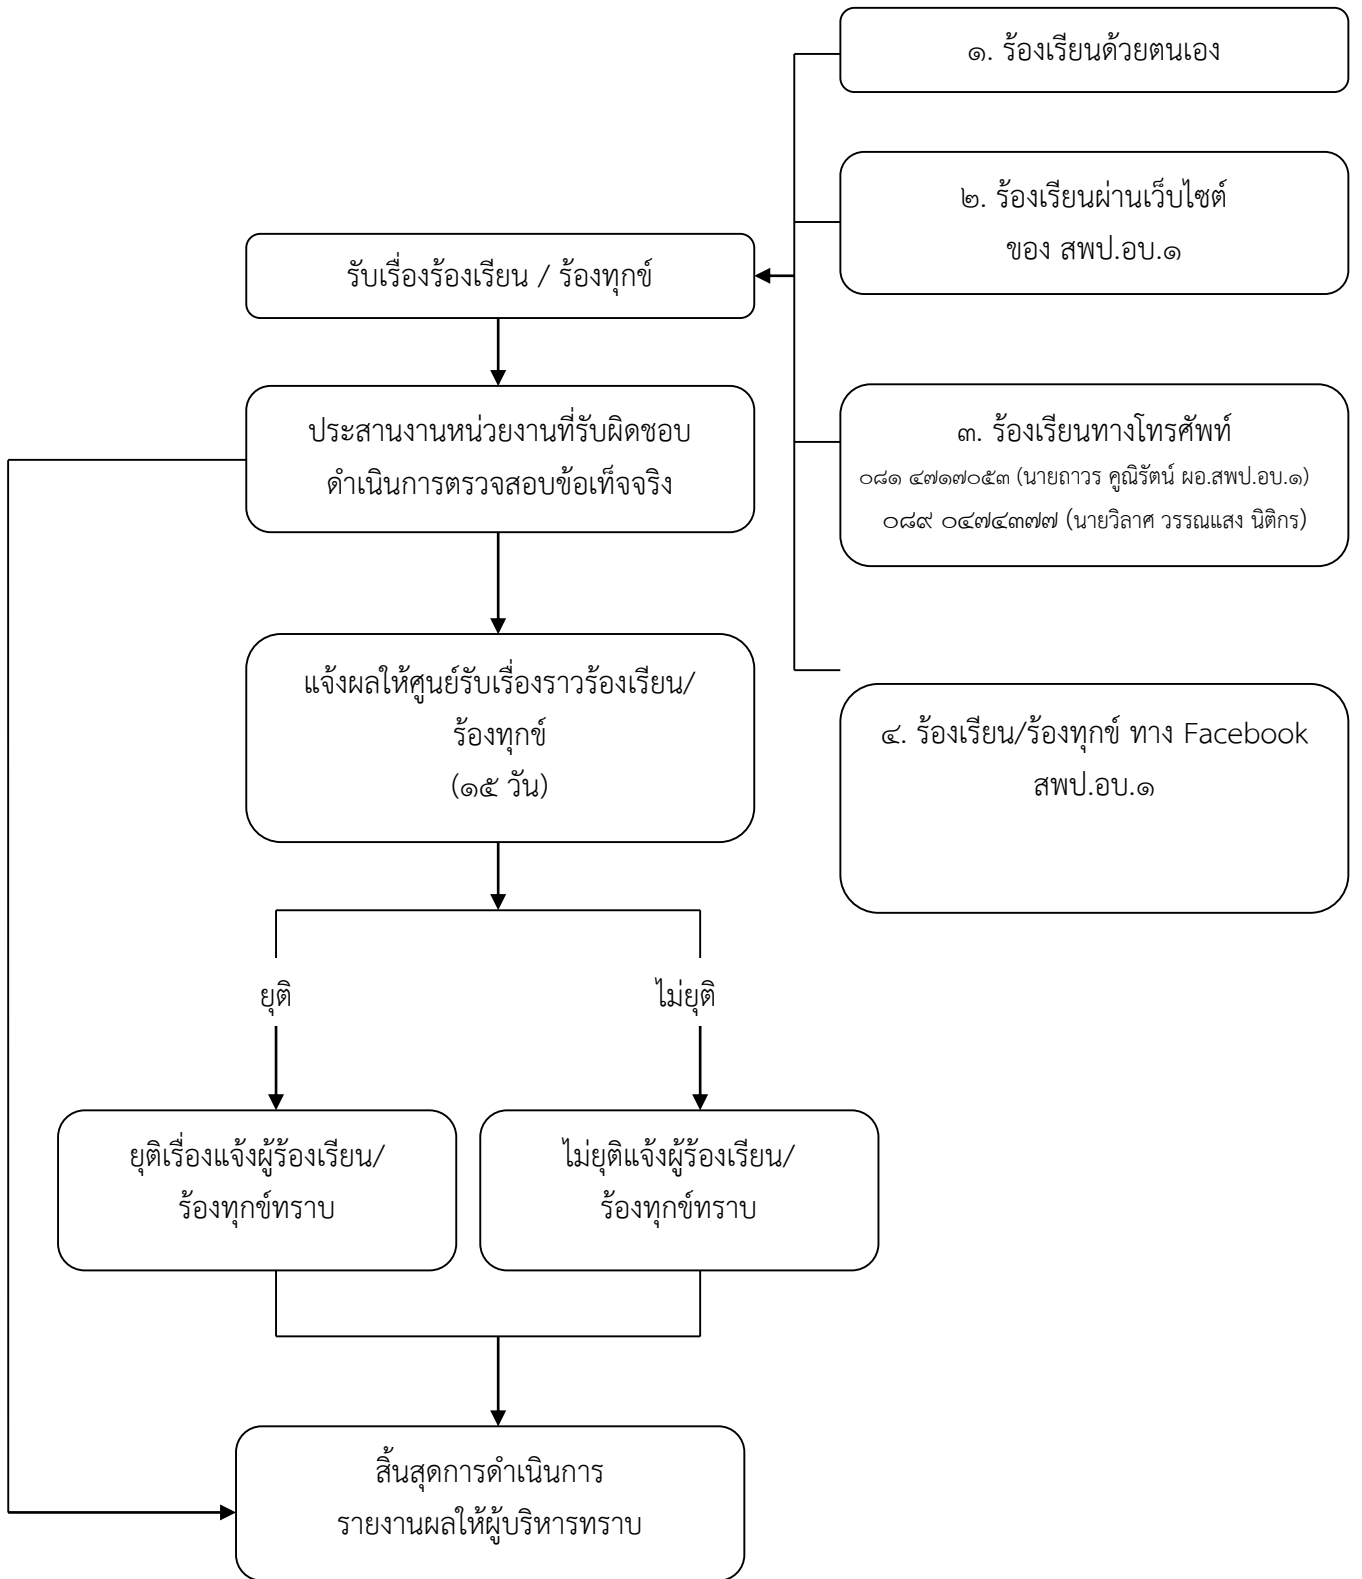 ๑. ร้องเรียนด้วยตนเอง
๒. ร้องเรียนผ่านเว็บไซต์
ของ สพป.อบ.๑
รับเรื่องร้องเรียน / ร้องทุกข์
๓. ร้องเรียนทางโทรศัพท์
๐๘๑ ๔๗๑๗๐๕๓ (นายถาวร คูณิรัตน์ ผอ.สพป.อบ.๑)
๐๘๙ ๐๔๗๔๓๗๗ (นายวิลาศ วรรณแสง นิติกร)
ประสานงานหน่วยงานที่รับผิดชอบ
ดำเนินการตรวจสอบข้อเท็จจริง
แจ้งผลให้ศูนย์รับเรื่องราวร้องเรียน/
ร้องทุกข์
(๑๕ วัน)
๔. ร้องเรียน/ร้องทุกข์ ทาง Facebook
สพป.อบ.๑
ยุติ
ไม่ยุติ
ยุติเรื่องแจ้งผู้ร้องเรียน/
ร้องทุกข์ทราบ
ไม่ยุติแจ้งผู้ร้องเรียน/
ร้องทุกข์ทราบ
สิ้นสุดการดำเนินการ
รายงานผลให้ผู้บริหารทราบ